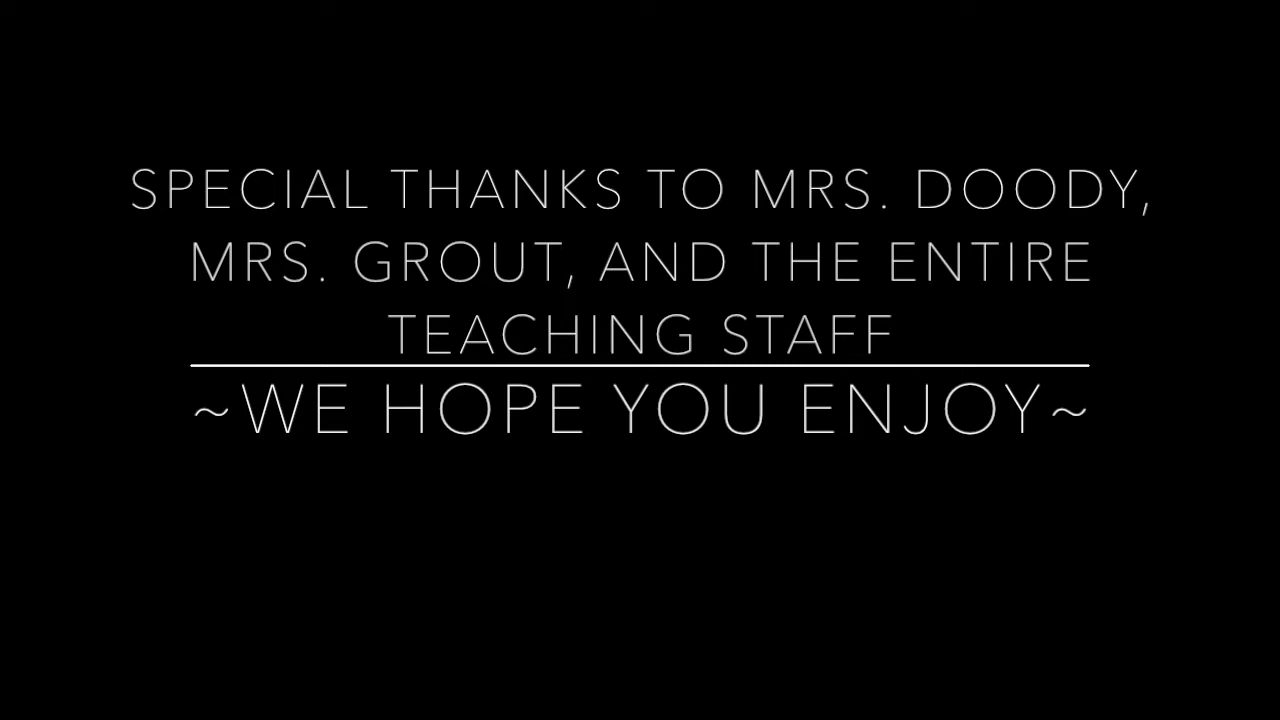 SPECIAL THANKS TO MRS. DOODY,
MRS. GROUT, AND THE ENTIRE
TEACHING STAFF
~WE HOPE YOU ENJOY~